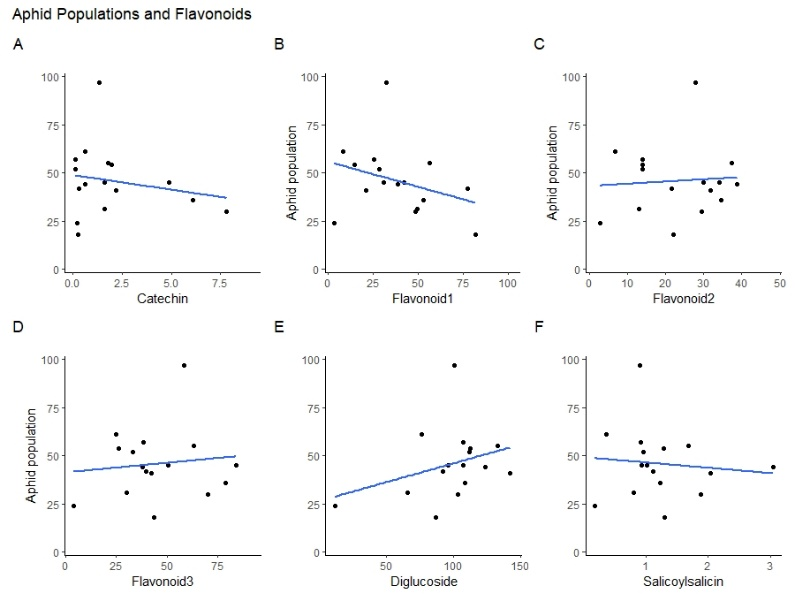 Aphid Populations and Flavonoids
A B C
100 100 100
75 75 75
50 50 50
25 25 25
0 0 0
Aphid population Aphid population
0.0 2.5 5.0 7.5 0 25 50 75 100 0 10 20 30 40 50
Catechin Flavonoid1 Flavonoid2
D E F
100 100 100
75 75 75
50 50 50
25 25 25
0 0 0
Aphid population
0 25 50 75 50 100 150 1 2 3
Flavonoid3 Diglucoside Salicoylsalicin